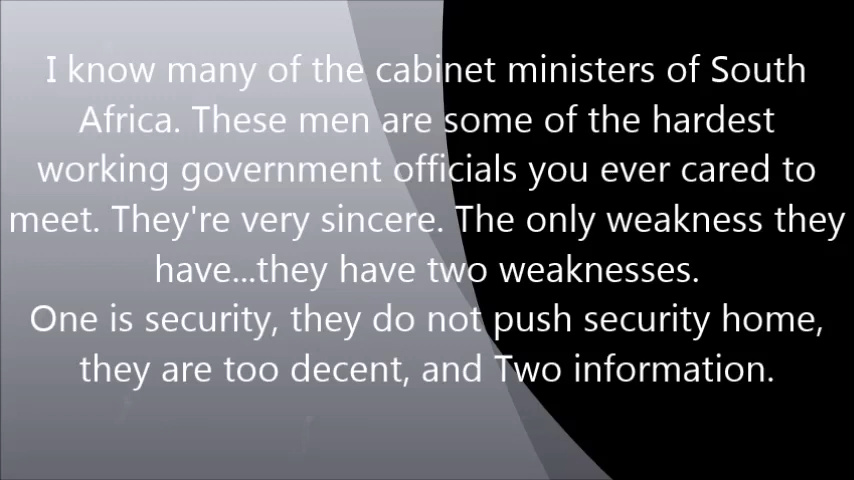 I know many of the cabinet ministers of South
Africa. These men are some of the hardest
working government officials you ever cared to
meet. They're very sincere. The only weakness they
have...they have two weaknesses.
One is security, they do not push security home,
they are too decent, and Two information.